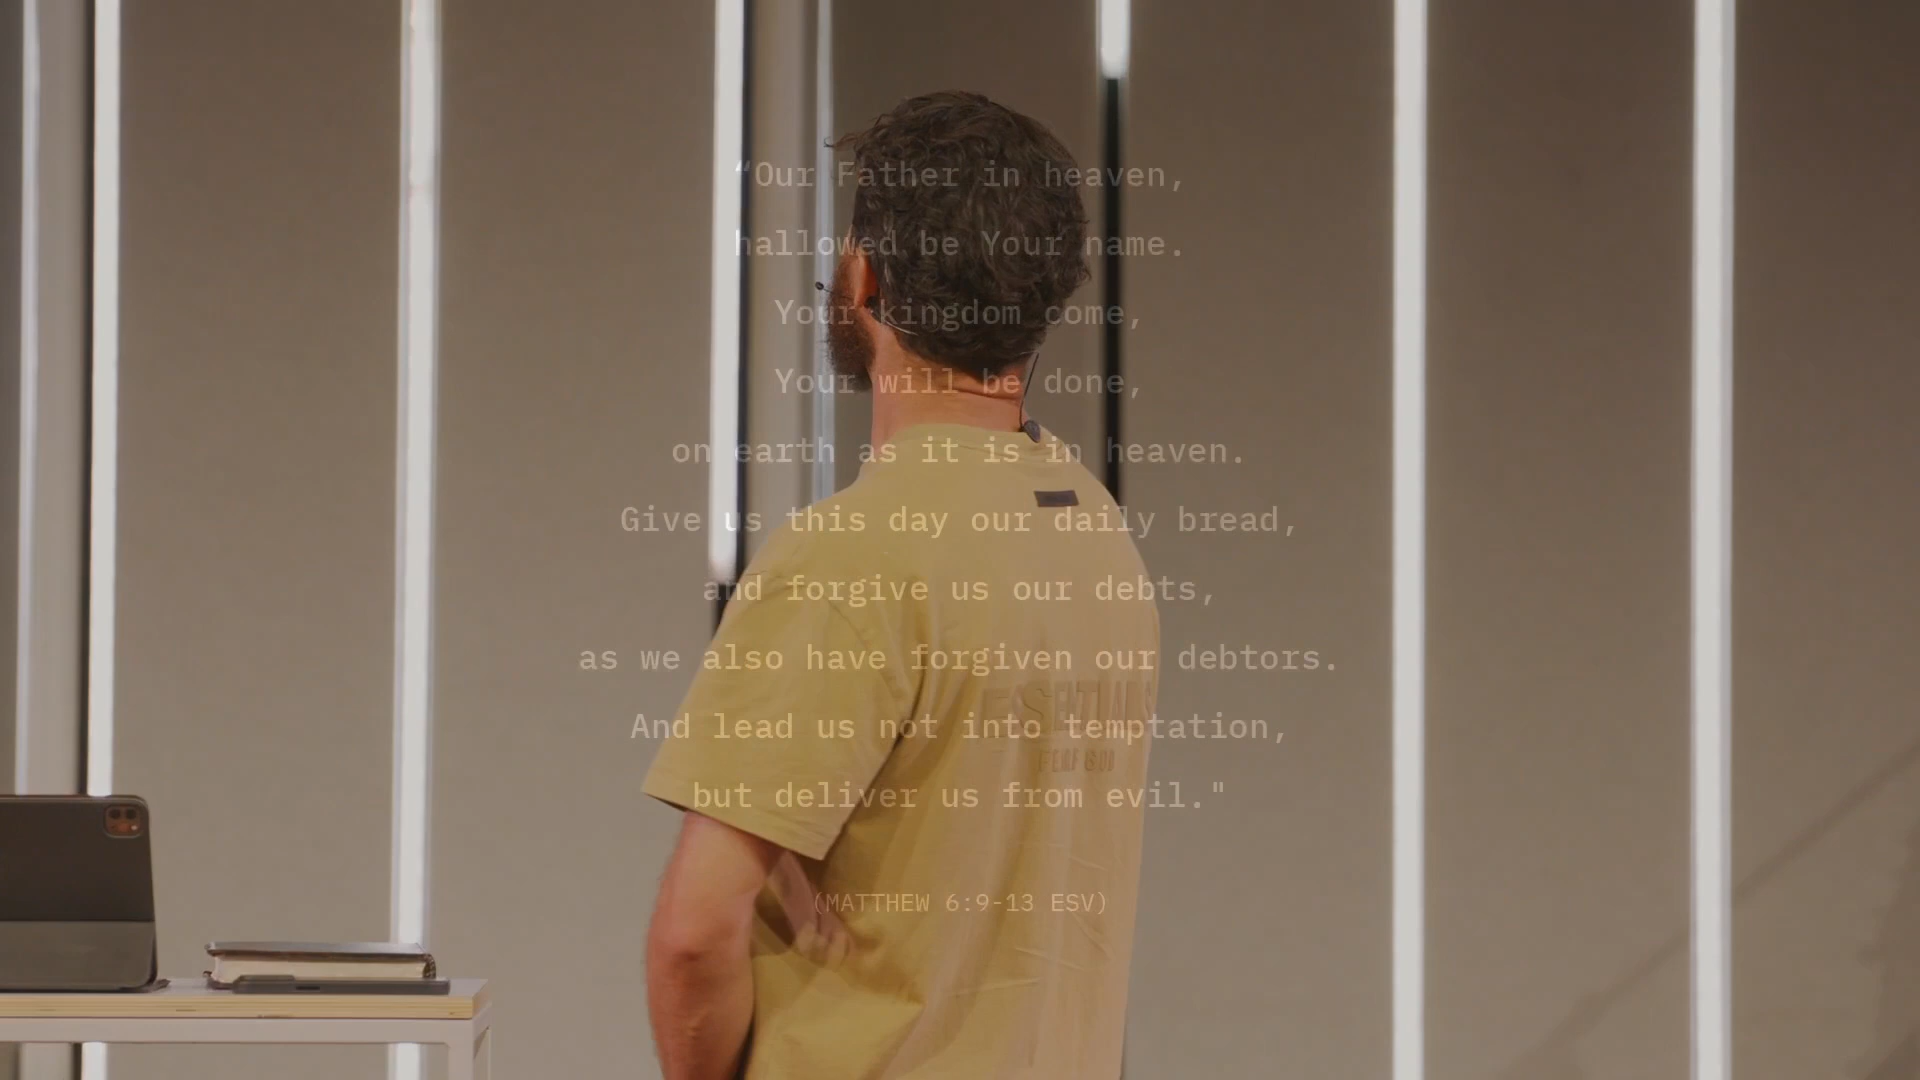 “Our Father in heaven,
hallowed be Your name.
Your kingdom come,
Your will be done,
on earth as it is in heaven.
Give us this day our daily bread,
and forgive us our debts,
as we also have forgiven our debtors.
And lead us not into temptation,
but deliver us from evil."
(MATTHEW 6:9-13 ESV)
ESSENTIALS
FEAR GOD